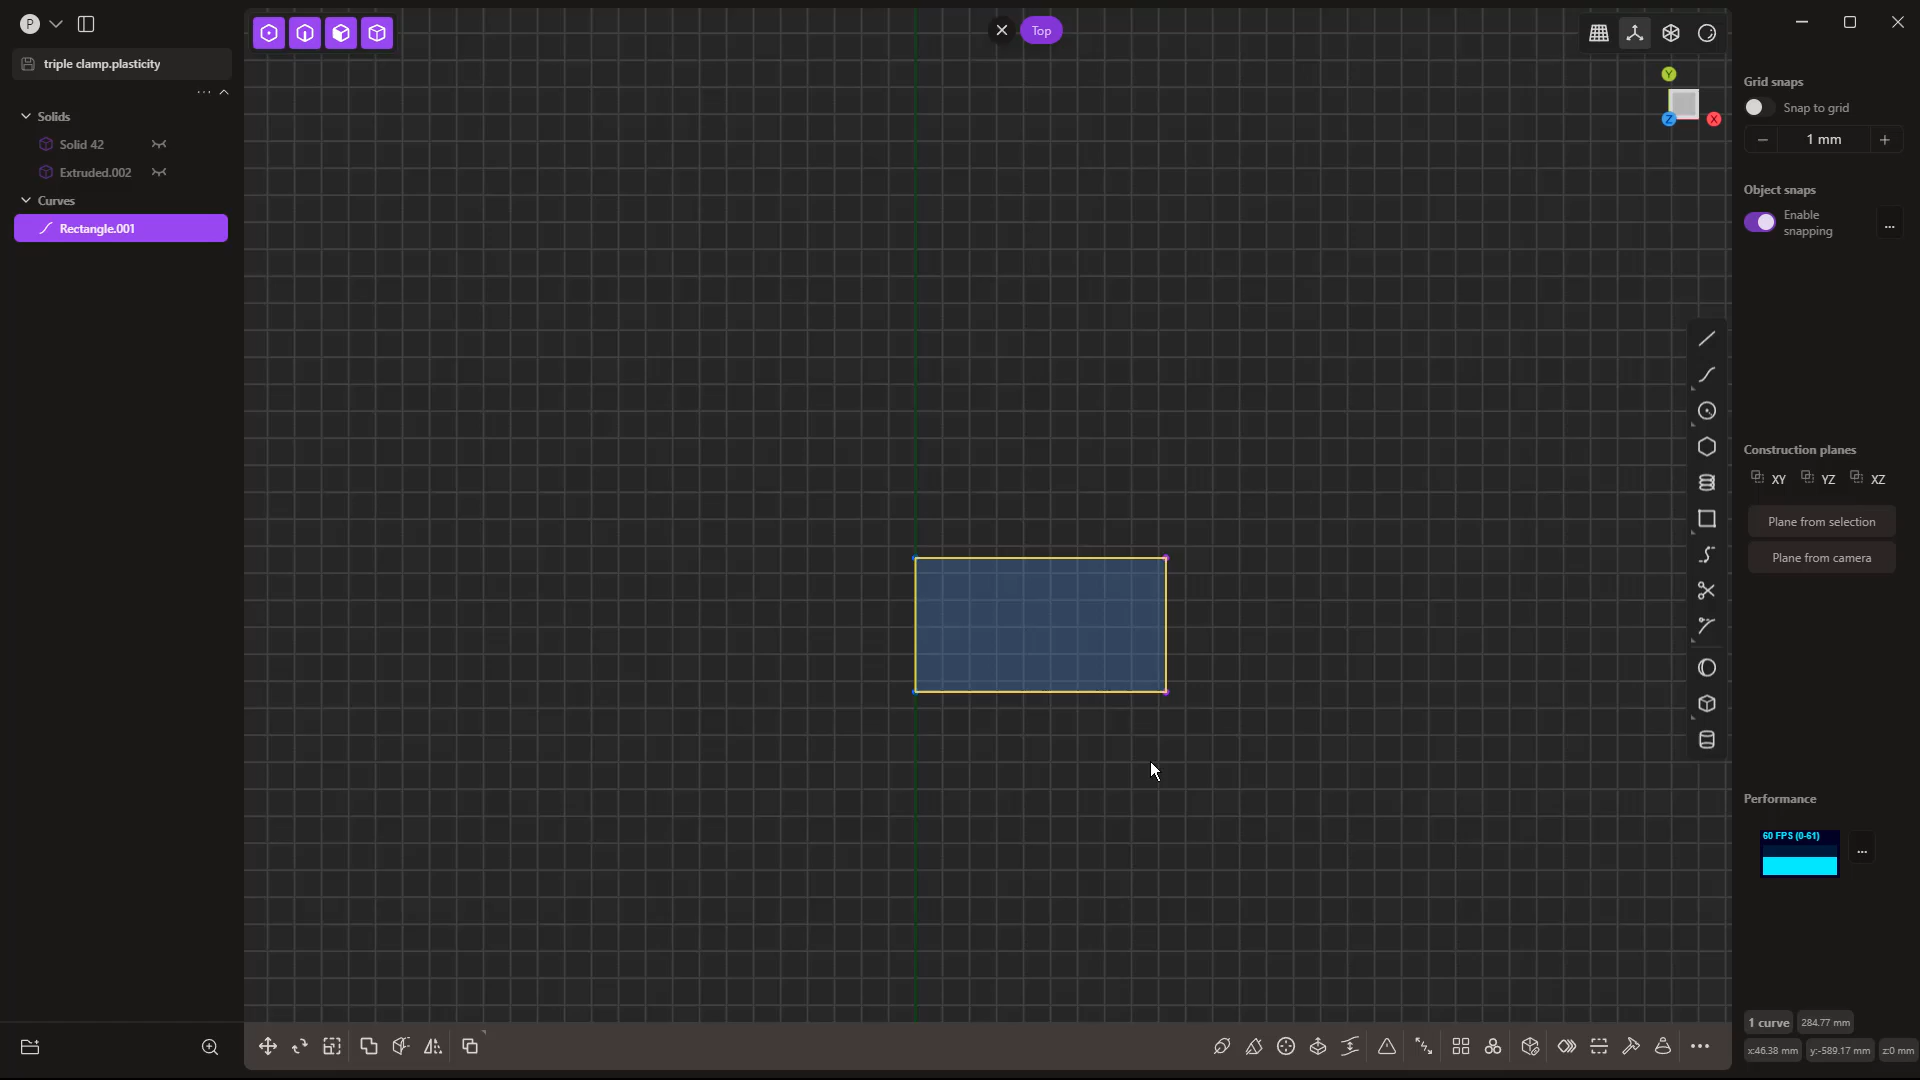 P
triple clamp.plasticity
Solids
Solid 42
Extruded.002
Curves
Rectangle.001
Top
Y
Z
X
Grid snaps
Snap to grid
1 mm
Object snaps
Enable
snapping
Construction planes
XY
YZ
XZ
Plane from selection
Plane from camera
Performance
60 FPS (0-61)
1 curve
284.77 mm
x:46.38 mm
y:-589.17 mm
z:0 mm